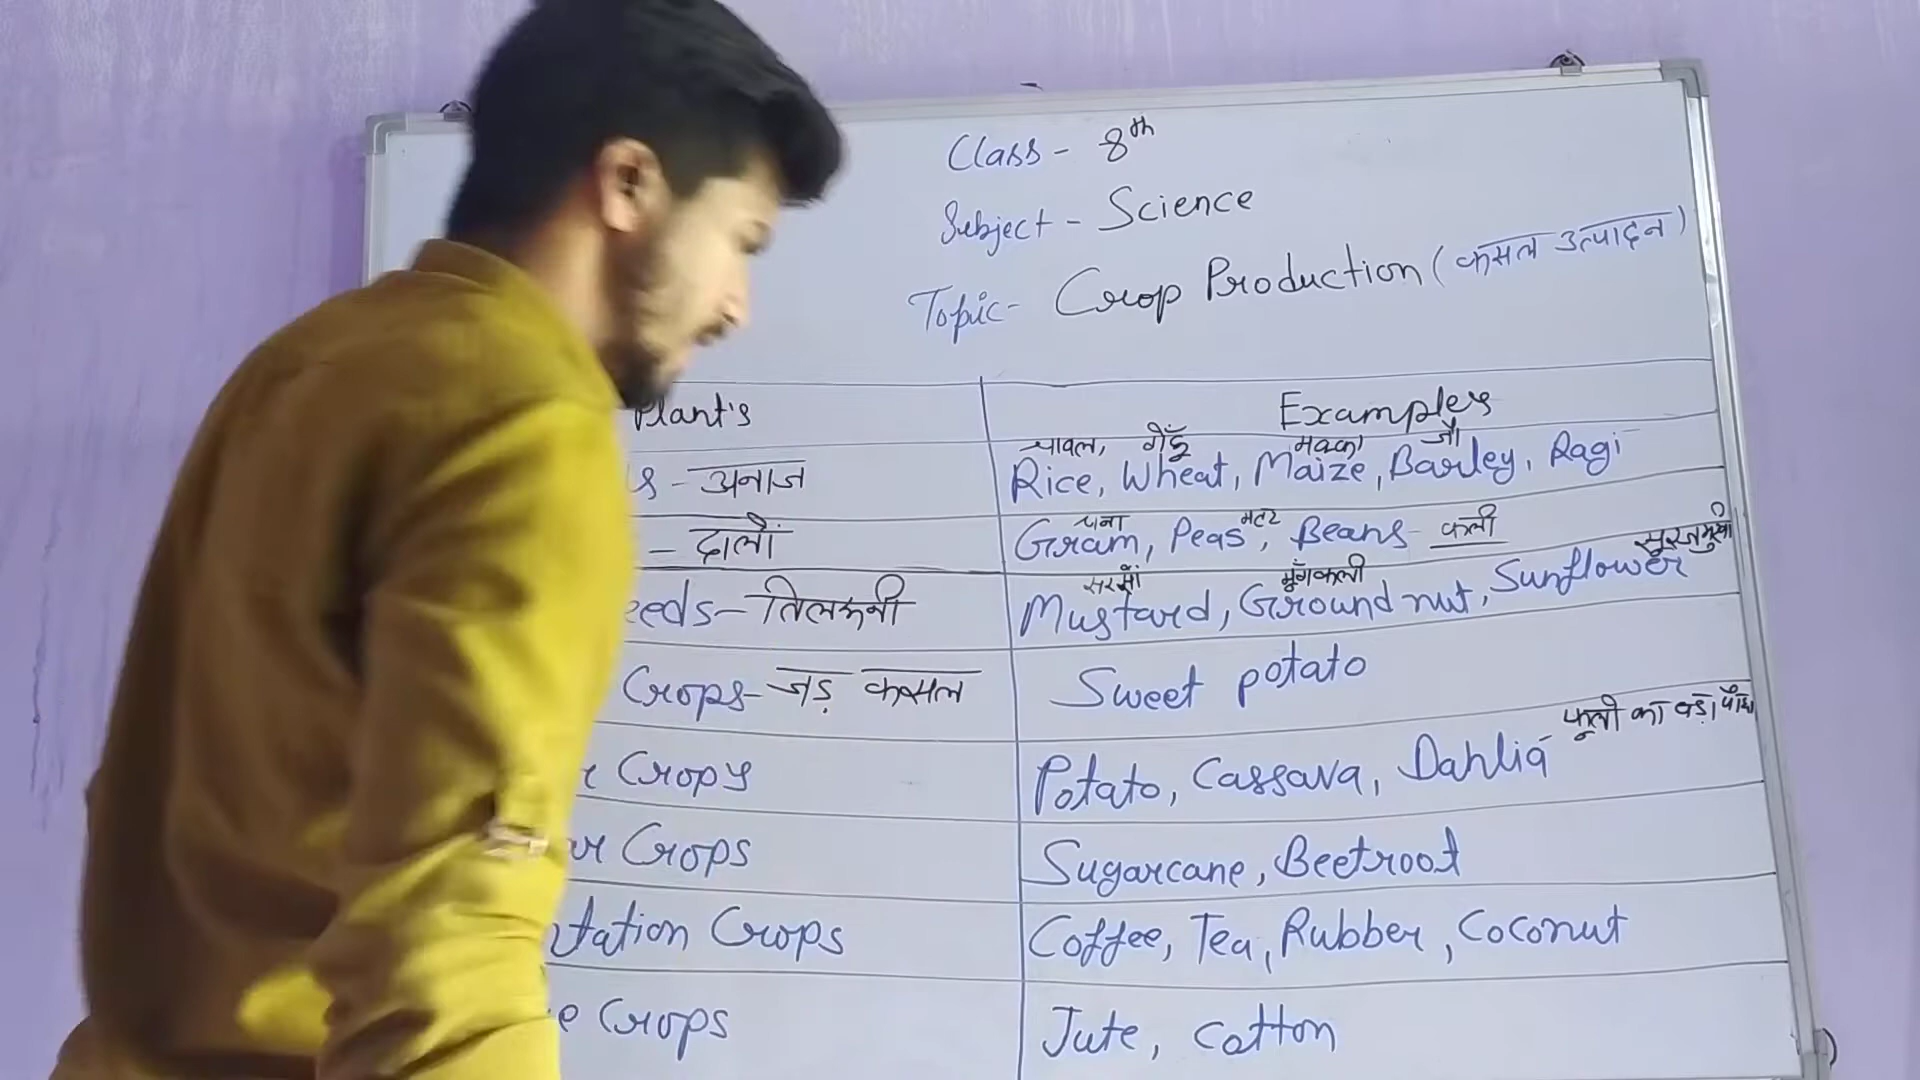 Class - 8th
Subject - Science
Topic - Crop Production (फसल उत्पादन)
Plant's Examples
चावल, गेहूँ मक्का जौ
s - अनाज Rice, Wheat, Maize, Barley, Ragi
चना मटर
- दालों Gram, Peas, Beans - फली
सरसों मूँगफली सूरजमुखी
eeds - तिलहनी Mustard, Ground nut, Sunflower
Crops - जड़ फसल Sweet potato
फूलों का बड़ा पौधा
r Crops Potato, Cassava, Dahlia -
ar Crops Sugarcane, Beetroot
ntation Crops Coffee, Tea, Rubber, Coconut
e Crops Jute, Cotton